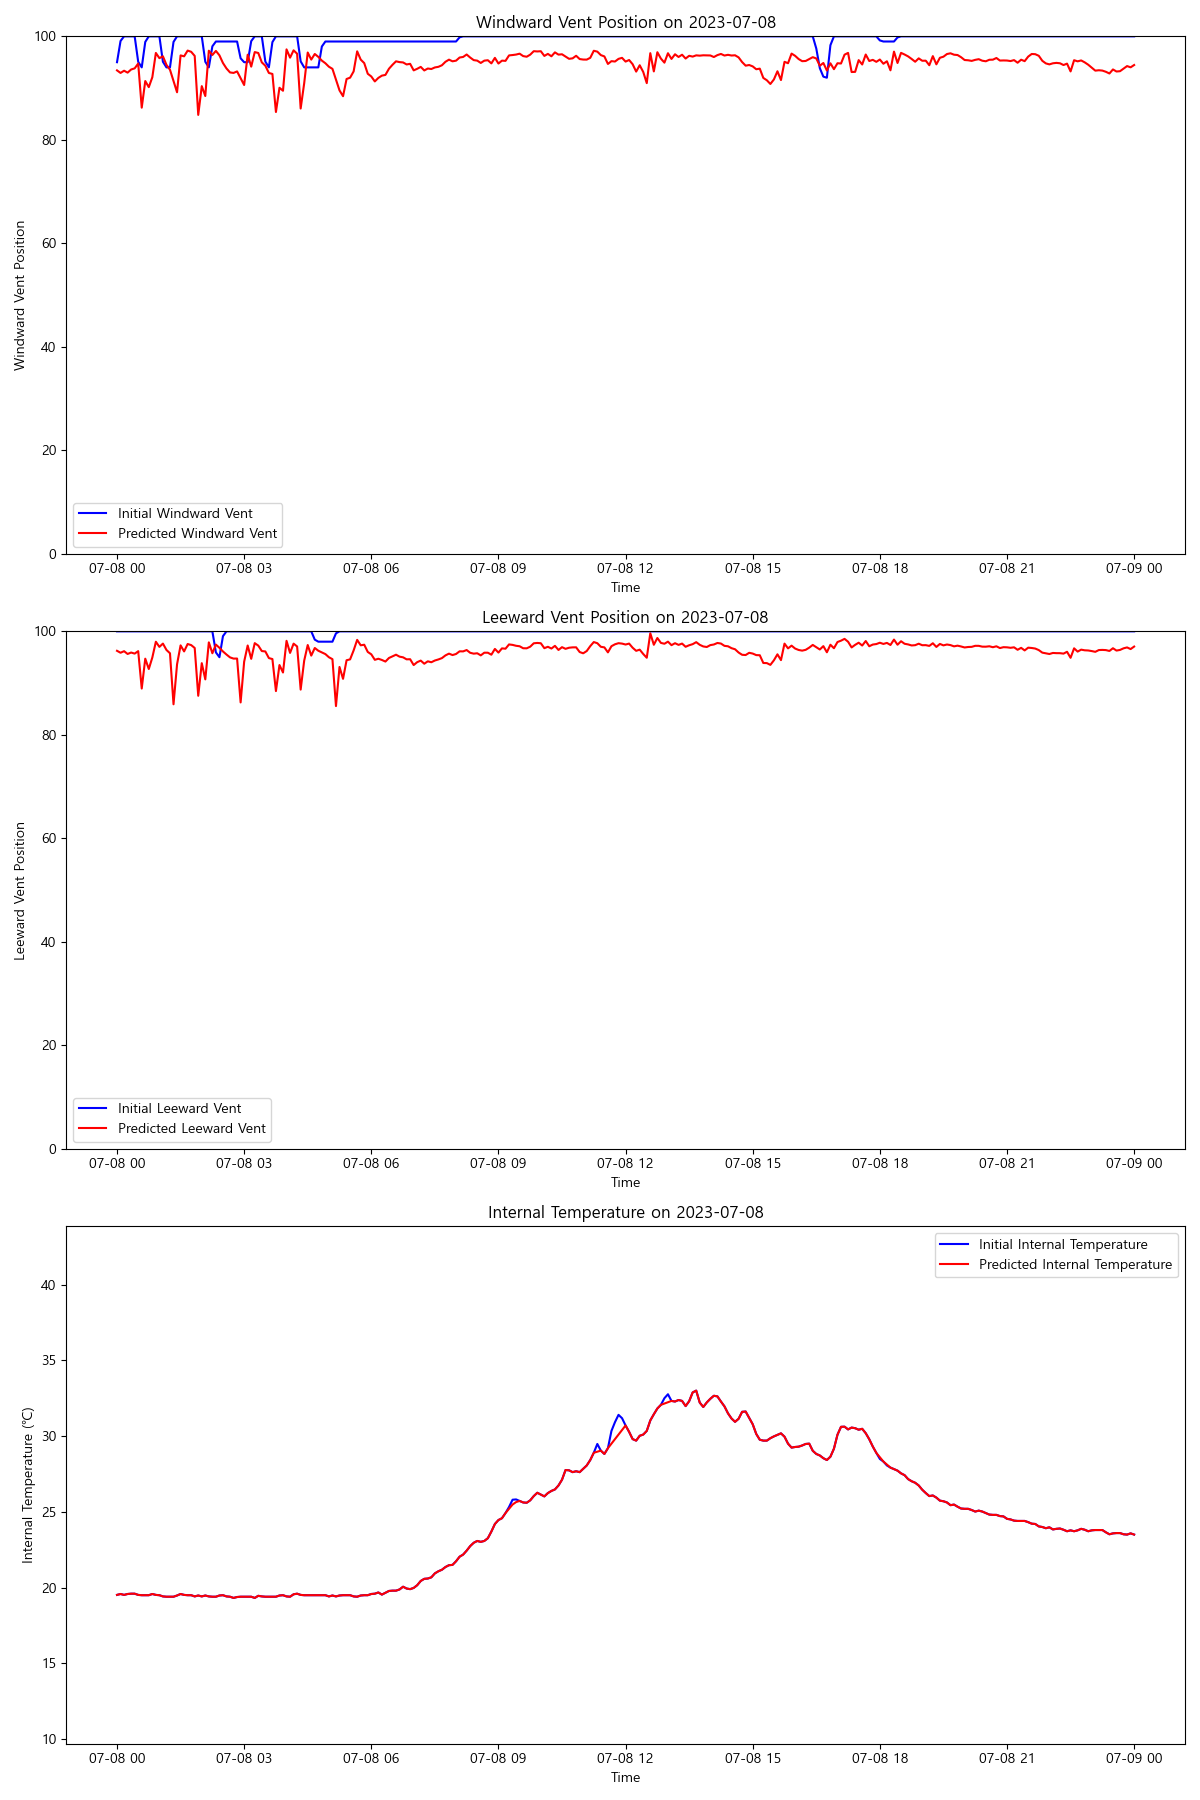 Windward Vent Position on 2023-07-08
100
80
60
40
20
0
Windward Vent Position
Initial Windward Vent
Predicted Windward Vent
07-08 00 07-08 03 07-08 06 07-08 09 07-08 12 07-08 15 07-08 18 07-08 21 07-09 00
Time
Leeward Vent Position on 2023-07-08
100
80
60
40
20
0
Leeward Vent Position
Initial Leeward Vent
Predicted Leeward Vent
07-08 00 07-08 03 07-08 06 07-08 09 07-08 12 07-08 15 07-08 18 07-08 21 07-09 00
Time
Internal Temperature on 2023-07-08
Initial Internal Temperature
Predicted Internal Temperature
40
35
30
25
20
15
10
Internal Temperature (℃)
07-08 00 07-08 03 07-08 06 07-08 09 07-08 12 07-08 15 07-08 18 07-08 21 07-09 00
Time